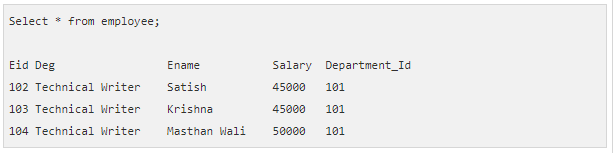 Select * from employee;
Eid Deg Ename Salary Department_Id
102 Technical Writer Satish 45000 101
103 Technical Writer Krishna 45000 101
104 Technical Writer Masthan Wali 50000 101